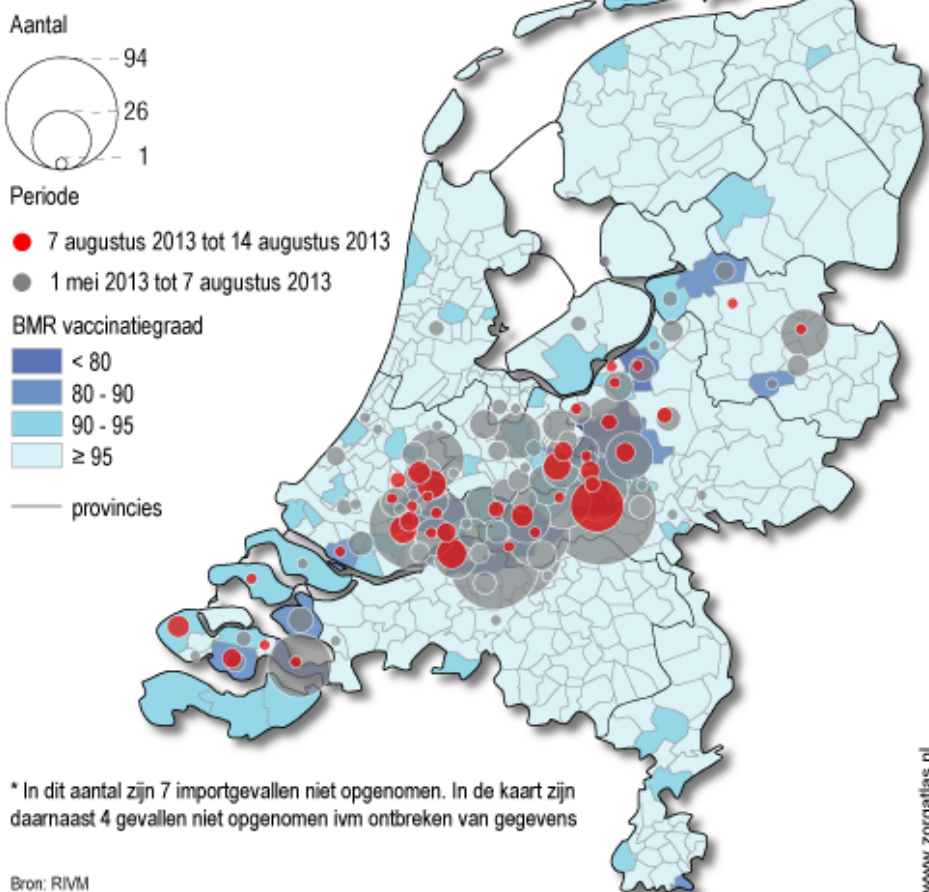 Aantal
94
26
1
Periode
7 augustus 2013 tot 14 augustus 2013
1 mei 2013 tot 7 augustus 2013
BMR vaccinatiegraad
< 80
80 - 90
90 - 95
≥ 95
provincies
* In dit aantal zijn 7 importgevallen niet opgenomen. In de kaart zijn
daarnaast 4 gevallen niet opgenomen ivm ontbreken van gegevens
Bron: RIVM
www.zorgatlas.nl